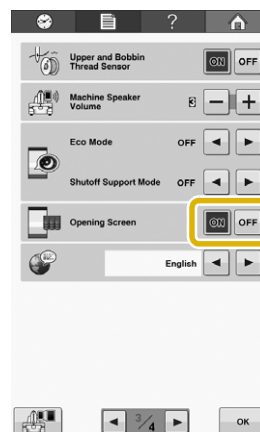 ?
Upper and Bobbin
Thread Sensor
ON OFF
Machine Speaker
Volume
3 - +
Eco Mode OFF ◄ ►
Shutoff Support Mode OFF ◄ ►
Opening Screen ON OFF
English ◄ ►
◄ 3/4 ► OK